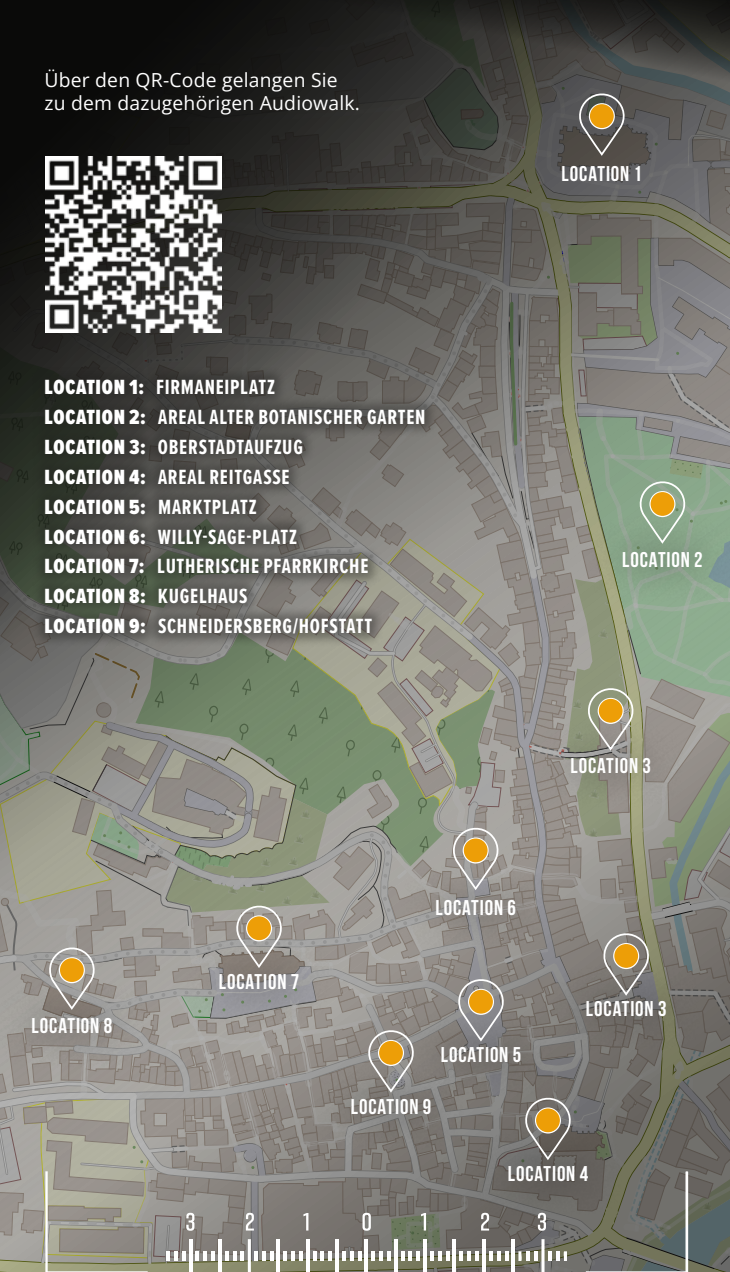 Über den QR-Code gelangen Sie
zu dem dazugehörigen Audiowalk.
LOCATION 1: FIRMANEIPLATZ
LOCATION 2: AREAL ALTER BOTANISCHER GARTEN
LOCATION 3: OBERSTADTAUFZUG
LOCATION 4: AREAL REITGASSE
LOCATION 5: MARKTPLATZ
LOCATION 6: WILLY-SAGE-PLATZ
LOCATION 7: LUTHERISCHE PFARRKIRCHE
LOCATION 8: KUGELHAUS
LOCATION 9: SCHNEIDERSBERG/HOFSTATT
LOCATION 1
LOCATION 2
LOCATION 3
LOCATION 6
LOCATION 7
LOCATION 3
LOCATION 8
LOCATION 5
LOCATION 9
LOCATION 4
3 2 1 0 1 2 3